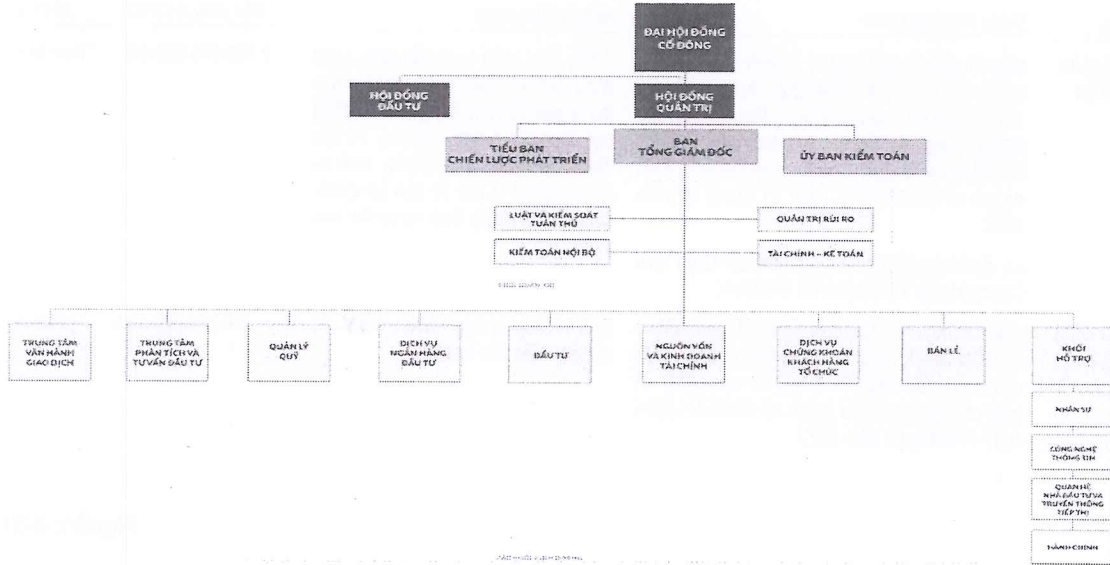 ĐẠI HỘI ĐỒNG
CỔ ĐÔNG
HỘI ĐỒNG
ĐẦU TƯ
HỘI ĐỒNG
QUẢN TRỊ
TIỂU BAN
CHIẾN LƯỢC PHÁT TRIỂN
BAN
TỔNG GIÁM ĐỐC
ỦY BAN KIỂM TOÁN
LUẬT VÀ KIỂM SOÁT
TUÂN THỦ
QUẢN TRỊ RỦI RO
KIỂM TOÁN NỘI BỘ
TÀI CHÍNH – KẾ TOÁN
TRUNG TÂM
VẬN HÀNH
GIAO DỊCH
TRUNG TÂM
PHÂN TÍCH VÀ
TƯ VẤN ĐẦU TƯ
QUẢN LÝ
QUỸ
DỊCH VỤ
NGÂN HÀNG
ĐẦU TƯ
ĐẦU TƯ
NGUỒN VỐN
VÀ KINH DOANH
TÀI CHÍNH
DỊCH VỤ
CHỨNG KHOÁN
KHÁCH HÀNG
TỔ CHỨC
BÁN LẺ
KHỐI
HỖ TRỢ
NHÂN SỰ
CÔNG NGHỆ
THÔNG TIN
QUAN HỆ
NHÀ ĐẦU TƯ VÀ
TRUYỀN THÔNG
TIẾP THỊ
HÀNH CHÍNH